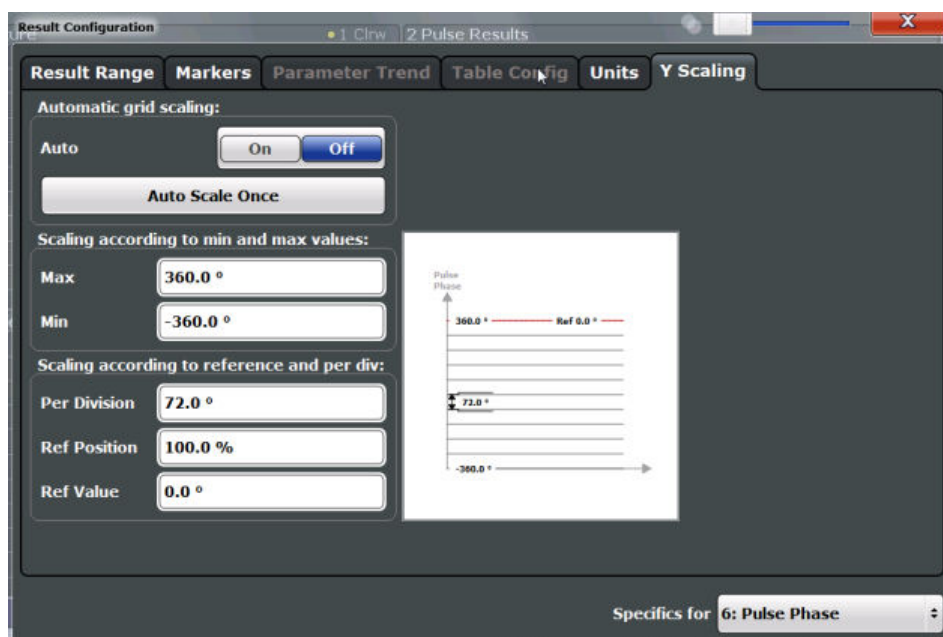 Result Configuration
1 Clrw 2 Pulse Results
X
Result Range Markers Parameter Trend Table Config Units Y Scaling
Automatic grid scaling:
Auto On Off
Auto Scale Once
Scaling according to min and max values:
Max 360.0 °
Min -360.0 °
Scaling according to reference and per div:
Per Division 72.0 °
Ref Position 100.0 %
Ref Value 0.0 °
Pulse
Phase
360.0 ° Ref 0.0 °
72.0 °
-360.0 °
Specifics for 6: Pulse Phase